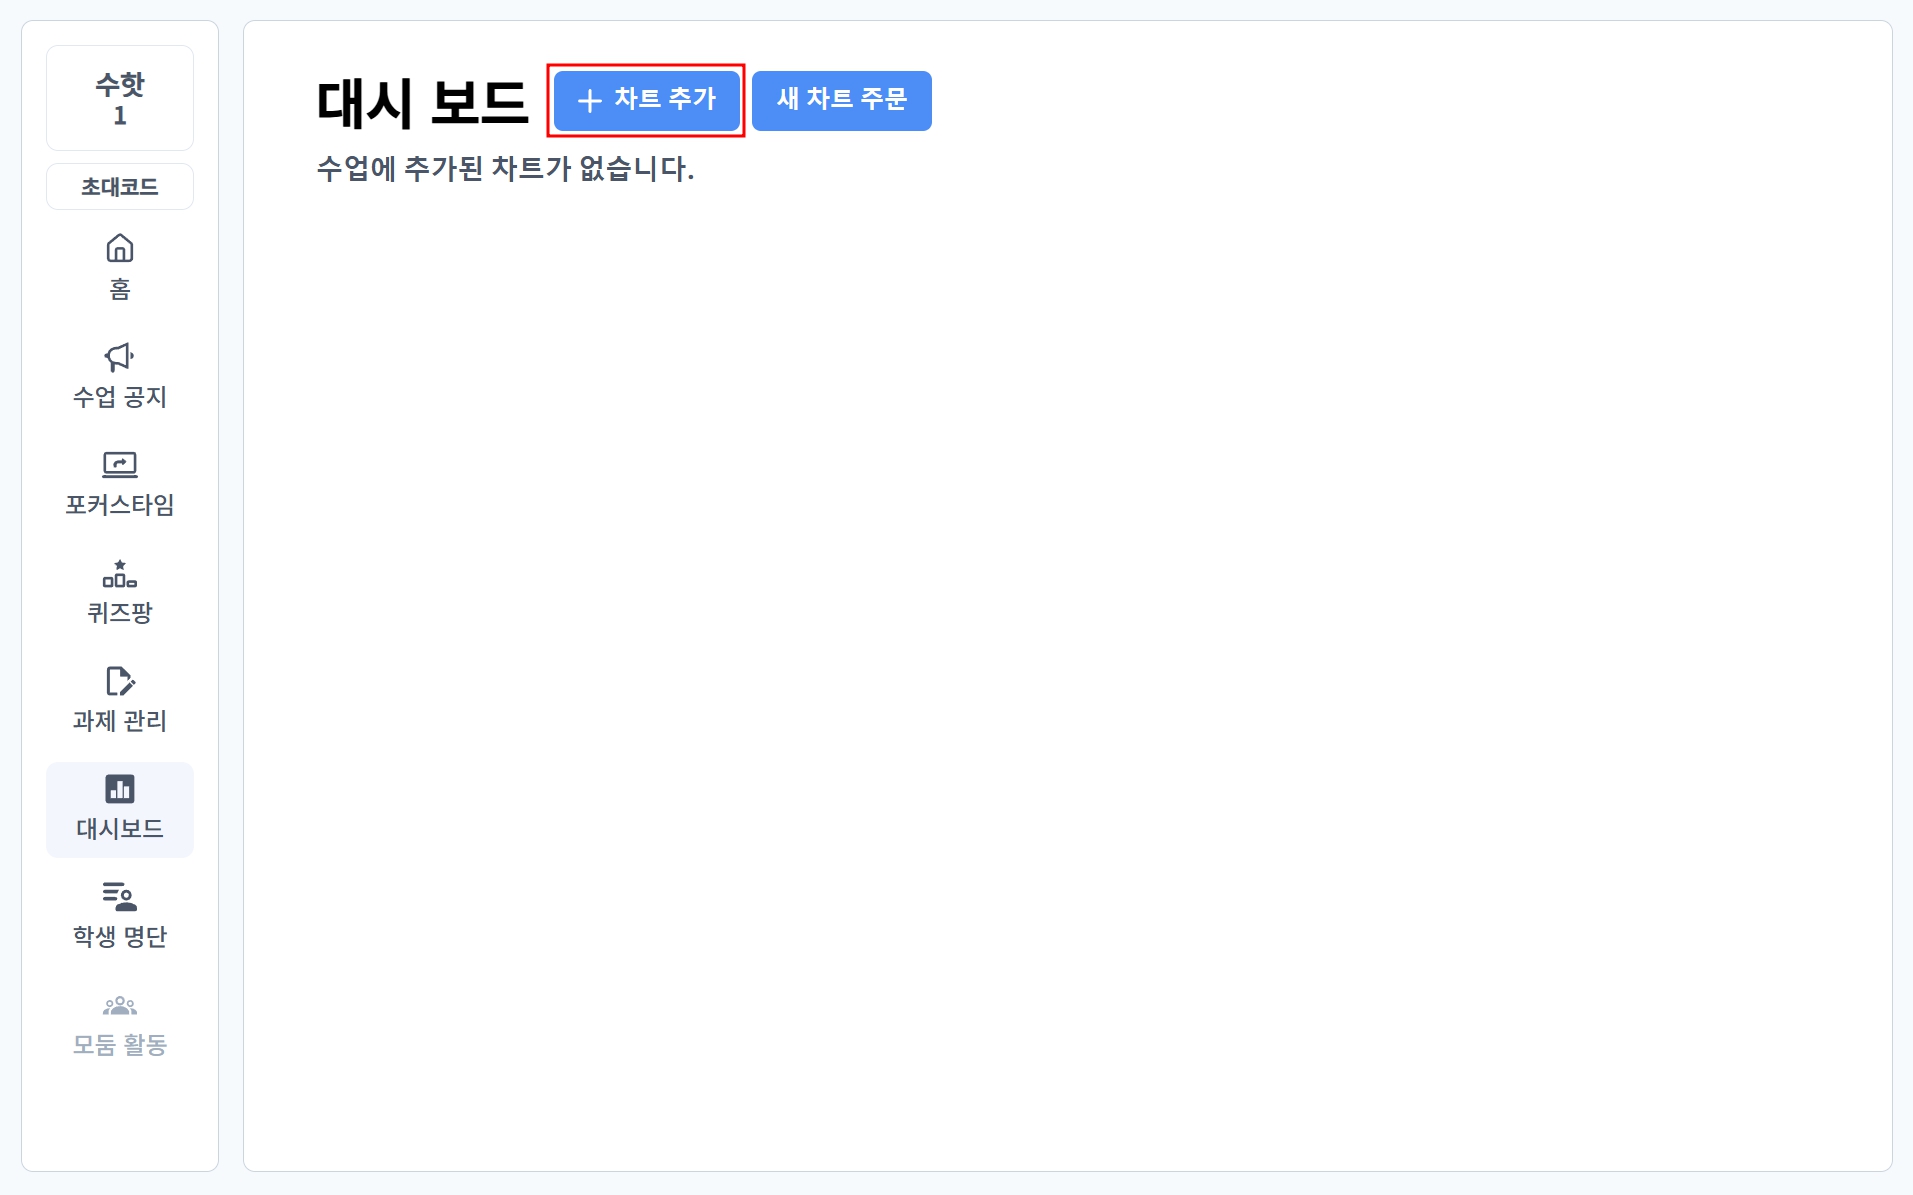 수핫
1
초대코드
홈
수업 공지
포커스타임
퀴즈팡
과제 관리
대시보드
학생 명단
모둠 활동
대시 보드
차트 추가
새 차트 주문
수업에 추가된 차트가 없습니다.